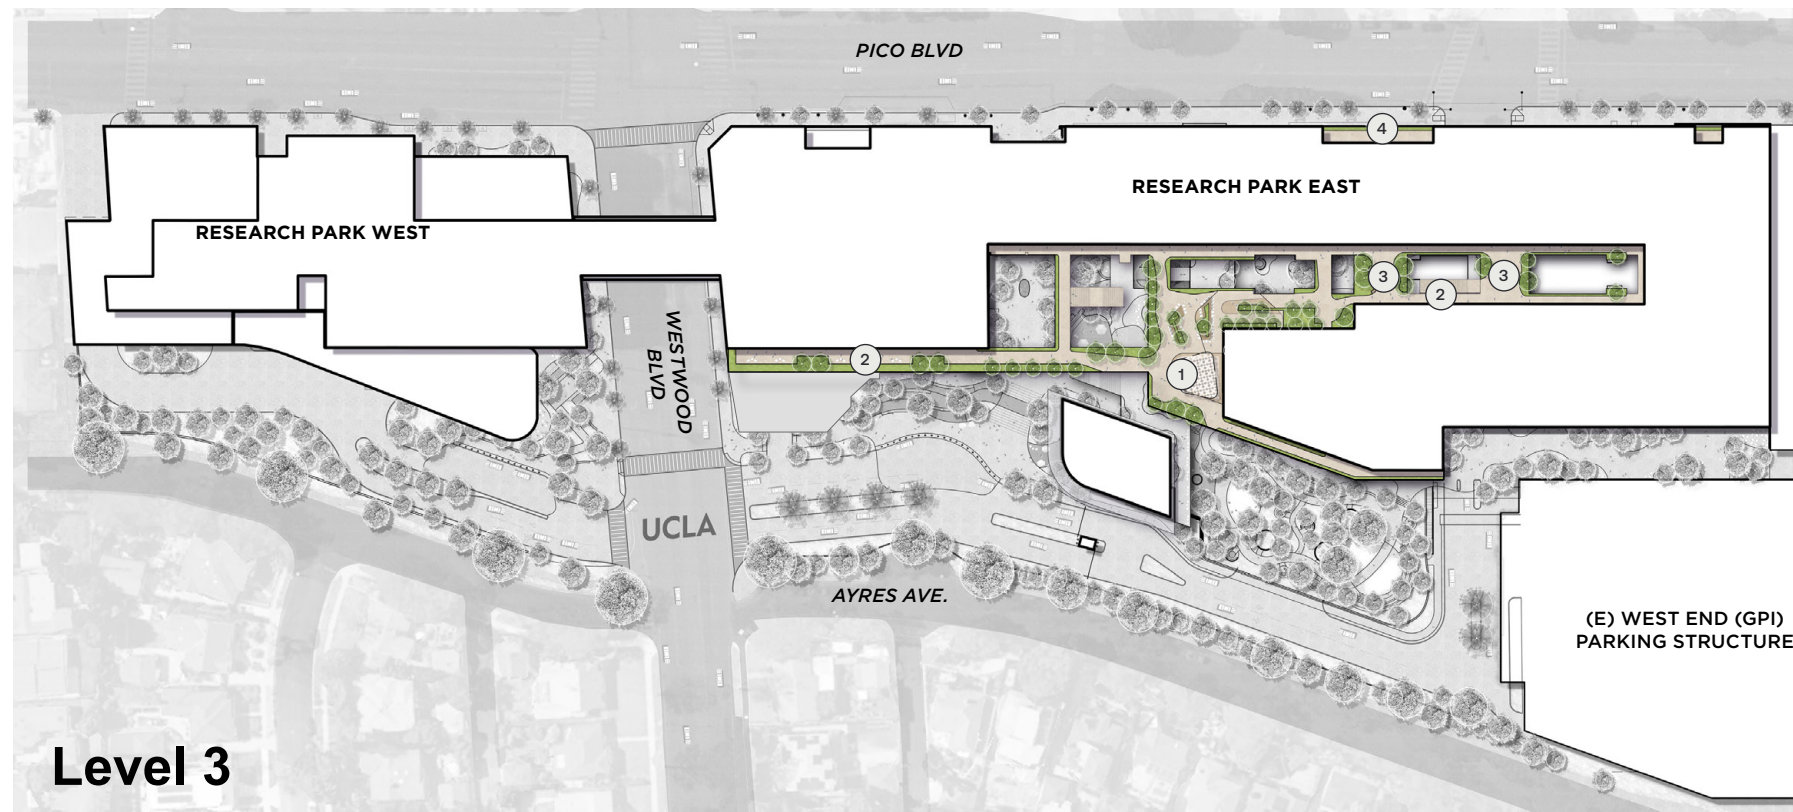 PICO BLVD
4
RESEARCH PARK EAST
RESEARCH PARK WEST
3
3
2
WESTWOOD
BLVD
2
1
UCLA
AYRES AVE.
(E) WEST END (GPI)
PARKING STRUCTURE
Level 3